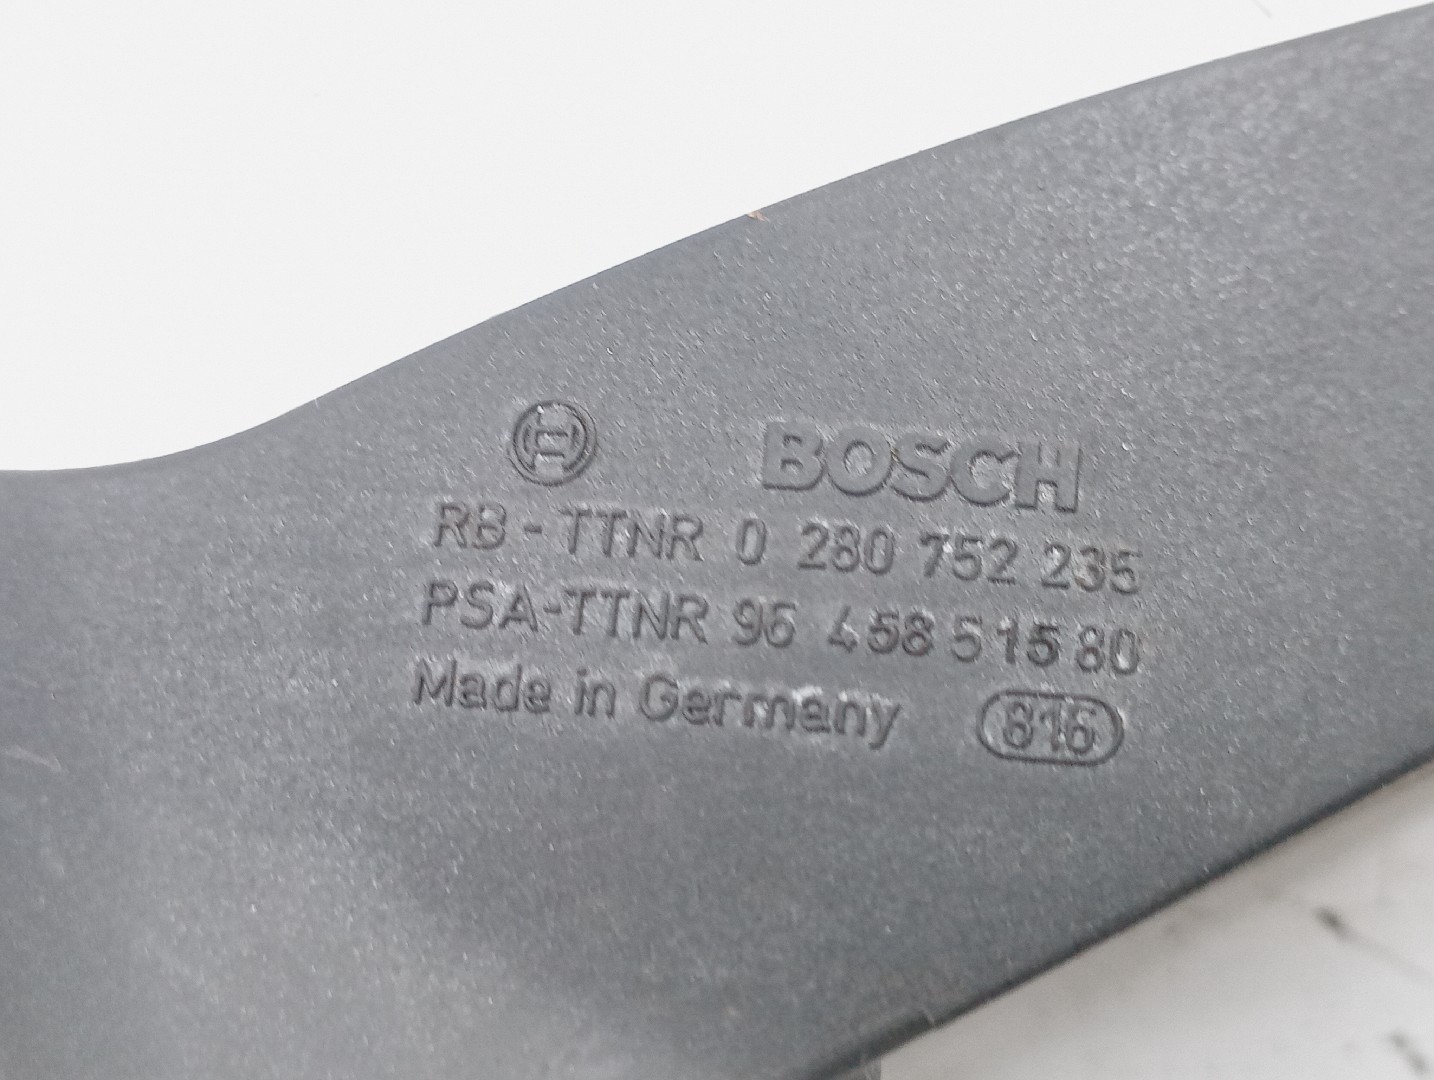 BOSCH
RB-TTNR 0 280 752 235
PSA-TTNR 96 458 515 80
Made in Germany 816